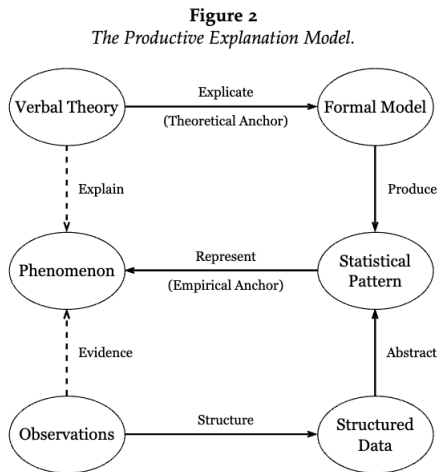 Figure 2
The Productive Explanation Model.
Verbal Theory
Explicate
(Theoretical Anchor)
Formal Model
Explain
Produce
Phenomenon
Represent
(Empirical Anchor)
Statistical
Pattern
Evidence
Abstract
Observations
Structure
Structured
Data